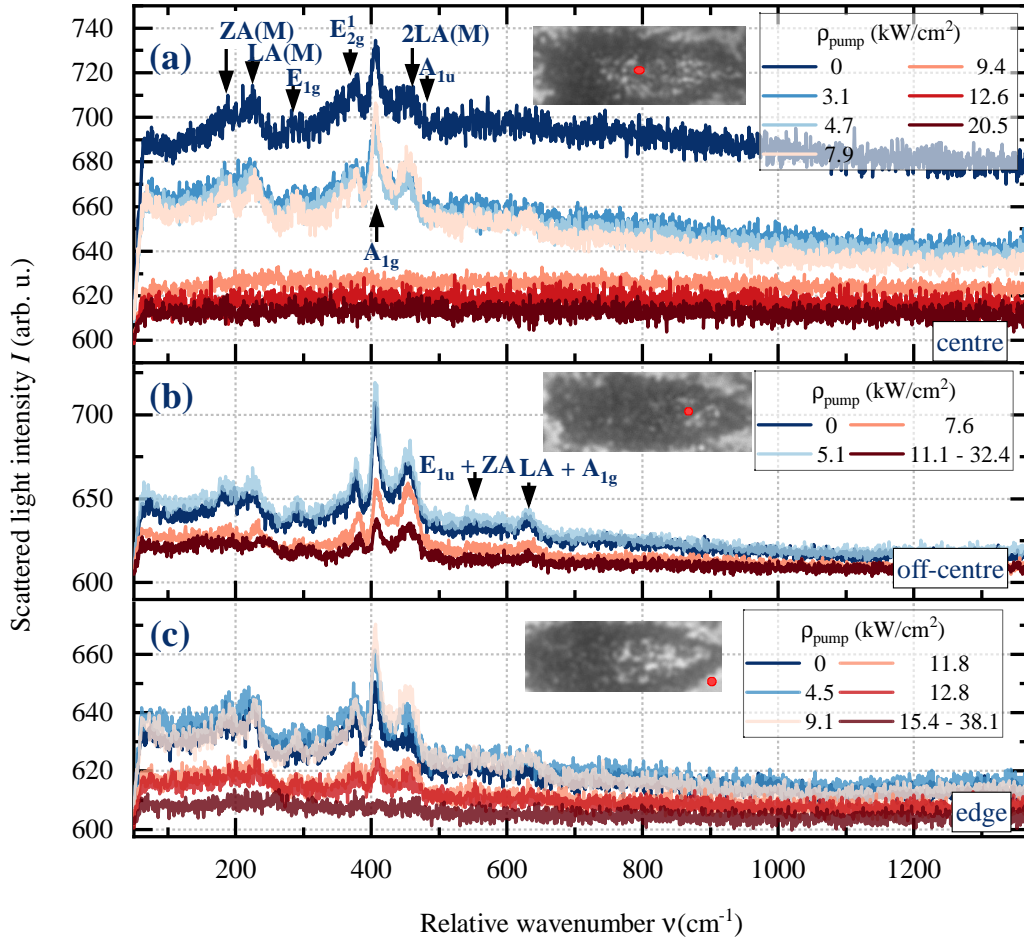 Scattered light intensity I (arb. u.)
(a)
ZA(M)
LA(M)
E1g
E¹2g
2LA(M)
A1u
A1g
ρpump (kW/cm²)
0 9.4
3.1 12.6
4.7 20.5
7.9
740
720
700
680
660
640
620
600
centre
(b)
E1u + ZA LA + A1g
ρpump (kW/cm²)
0 7.6
5.1 11.1 - 32.4
700
650
600
off-centre
(c)
ρpump (kW/cm²)
0 11.8
4.5 12.8
9.1 15.4 - 38.1
660
640
620
600
edge
200 400 600 800 1000 1200
Relative wavenumber ν(cm⁻¹)